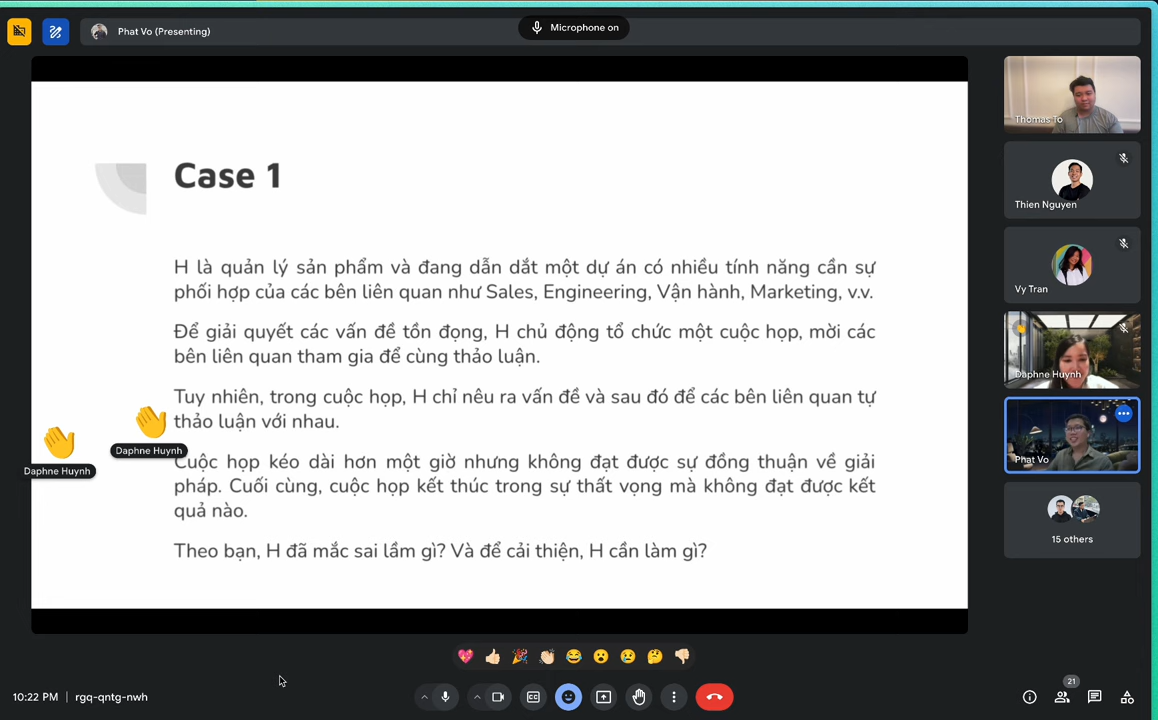 Phat Vo (Presenting)
Microphone on
Case 1
H là quản lý sản phẩm và đang dẫn dắt một dự án có nhiều tính năng cần sự
phối hợp của các bên liên quan như Sales, Engineering, Vận hành, Marketing, v.v.
Để giải quyết các vấn đề tồn đọng, H chủ động tổ chức một cuộc họp, mời các
bên liên quan tham gia để cùng thảo luận.
Tuy nhiên, trong cuộc họp, H chỉ nêu ra vấn đề và sau đó để các bên liên quan tự
thảo luận với nhau.
Cuộc họp kéo dài hơn một giờ nhưng không đạt được sự đồng thuận về giải
pháp. Cuối cùng, cuộc họp kết thúc trong sự thất vọng mà không đạt được kết
quả nào.
Theo bạn, H đã mắc sai lầm gì? Và để cải thiện, H cần làm gì?
Daphne Huynh
Daphne Huynh
Thomas To
Thien Nguyen
Vy Tran
Daphne Huynh
Phat Vo
15 others
10:22 PM | rgq-qntg-nwh
21